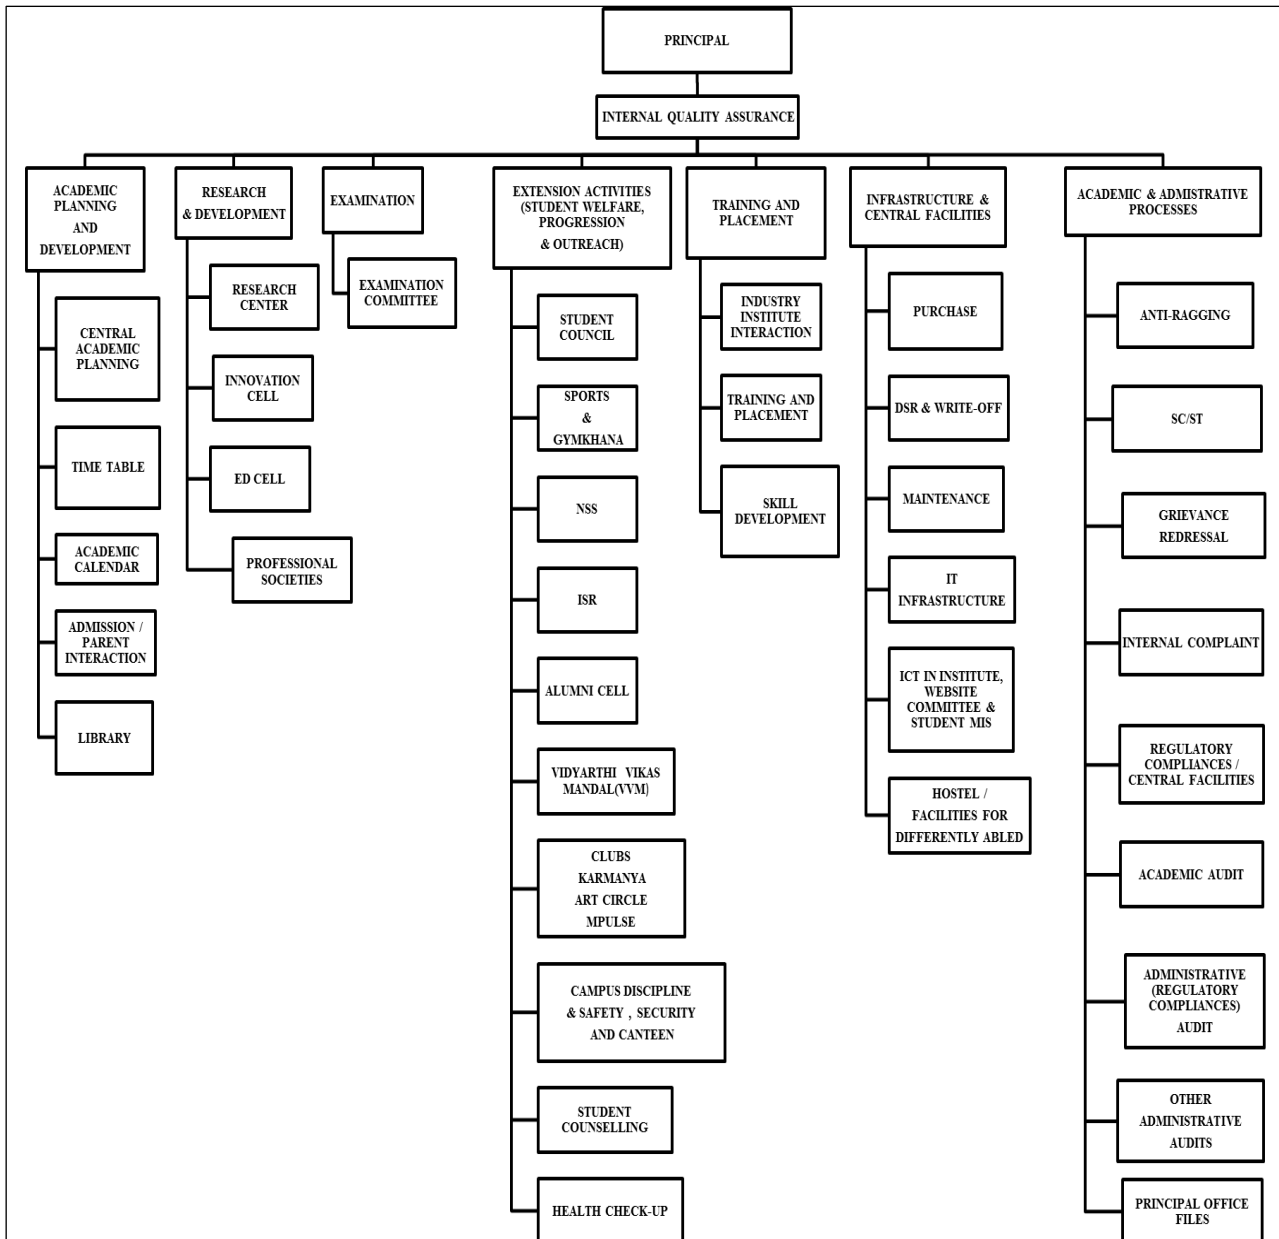 PRINCIPAL
INTERNAL QUALITY ASSURANCE
ACADEMIC
PLANNING
AND
DEVELOPMENT
CENTRAL
ACADEMIC
PLANNING
TIME TABLE
ACADEMIC
CALENDAR
ADMISSION /
PARENT
INTERACTION
LIBRARY
RESEARCH
& DEVELOPMENT
RESEARCH
CENTER
INNOVATION
CELL
ED CELL
PROFESSIONAL
SOCIETIES
EXAMINATION
EXAMINATION
COMMITTEE
EXTENSION ACTIVITIES
(STUDENT WELFARE,
PROGRESSION
& OUTREACH)
STUDENT
COUNCIL
SPORTS
&
GYMKHANA
NSS
ISR
ALUMNI CELL
VIDYARTHI VIKAS
MANDAL(VVM)
CLUBS
KARMANYA
ART CIRCLE
MPULSE
CAMPUS DISCIPLINE
& SAFETY , SECURITY
AND CANTEEN
STUDENT
COUNSELLING
HEALTH CHECK-UP
TRAINING AND
PLACEMENT
INDUSTRY
INSTITUTE
INTERACTION
TRAINING AND
PLACEMENT
SKILL
DEVELOPMENT
INFRASTRUCTURE &
CENTRAL FACILITIES
PURCHASE
DSR & WRITE-OFF
MAINTENANCE
IT
INFRASTRUCTURE
ICT IN INSTITUTE,
WEBSITE
COMMITTEE &
STUDENT MIS
HOSTEL /
FACILITIES FOR
DIFFERENTLY ABLED
ACADEMIC & ADMISTRATIVE
PROCESSES
ANTI-RAGGING
SC/ST
GRIEVANCE
REDRESSAL
INTERNAL COMPLAINT
REGULATORY
COMPLIANCES /
CENTRAL FACILITIES
ACADEMIC AUDIT
ADMINISTRATIVE
(REGULATORY
COMPLIANCES)
AUDIT
OTHER
ADMINISTRATIVE
AUDITS
PRINCIPAL OFFICE
FILES